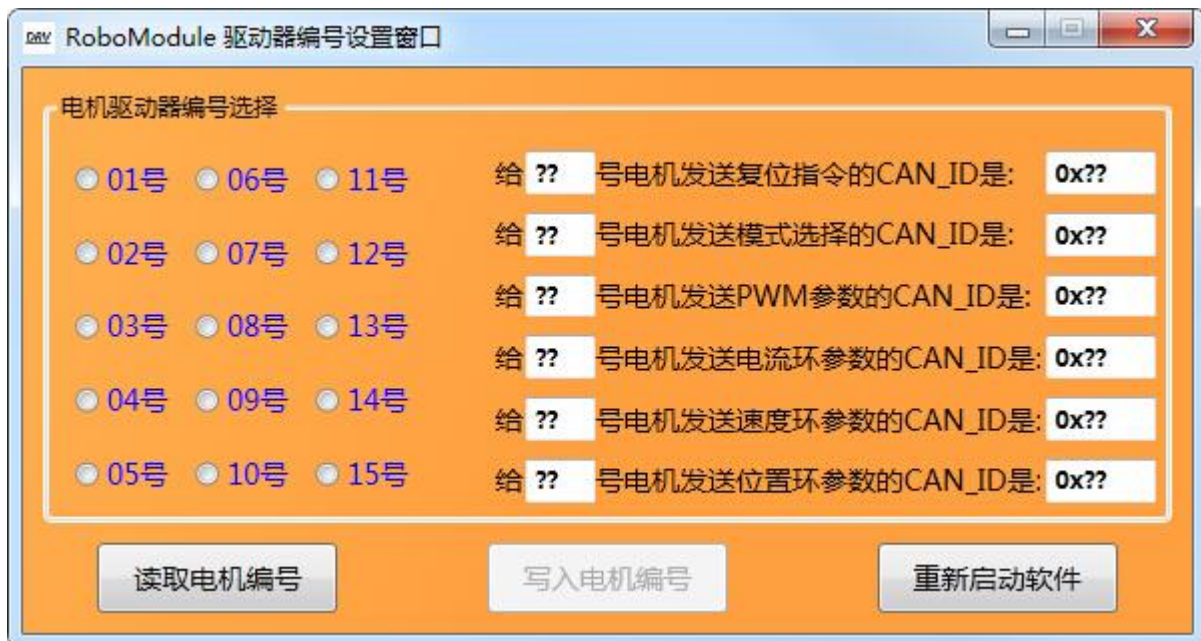 DRV RoboModule 驱动器编号设置窗口
电机驱动器编号选择
01号 06号 11号
02号 07号 12号
03号 08号 13号
04号 09号 14号
05号 10号 15号
给 ?? 号电机发送复位指令的CAN_ID是: 0x??
给 ?? 号电机发送模式选择的CAN_ID是: 0x??
给 ?? 号电机发送PWM参数的CAN_ID是: 0x??
给 ?? 号电机发送电流环参数的CAN_ID是: 0x??
给 ?? 号电机发送速度环参数的CAN_ID是: 0x??
给 ?? 号电机发送位置环参数的CAN_ID是: 0x??
读取电机编号 写入电机编号 重新启动软件